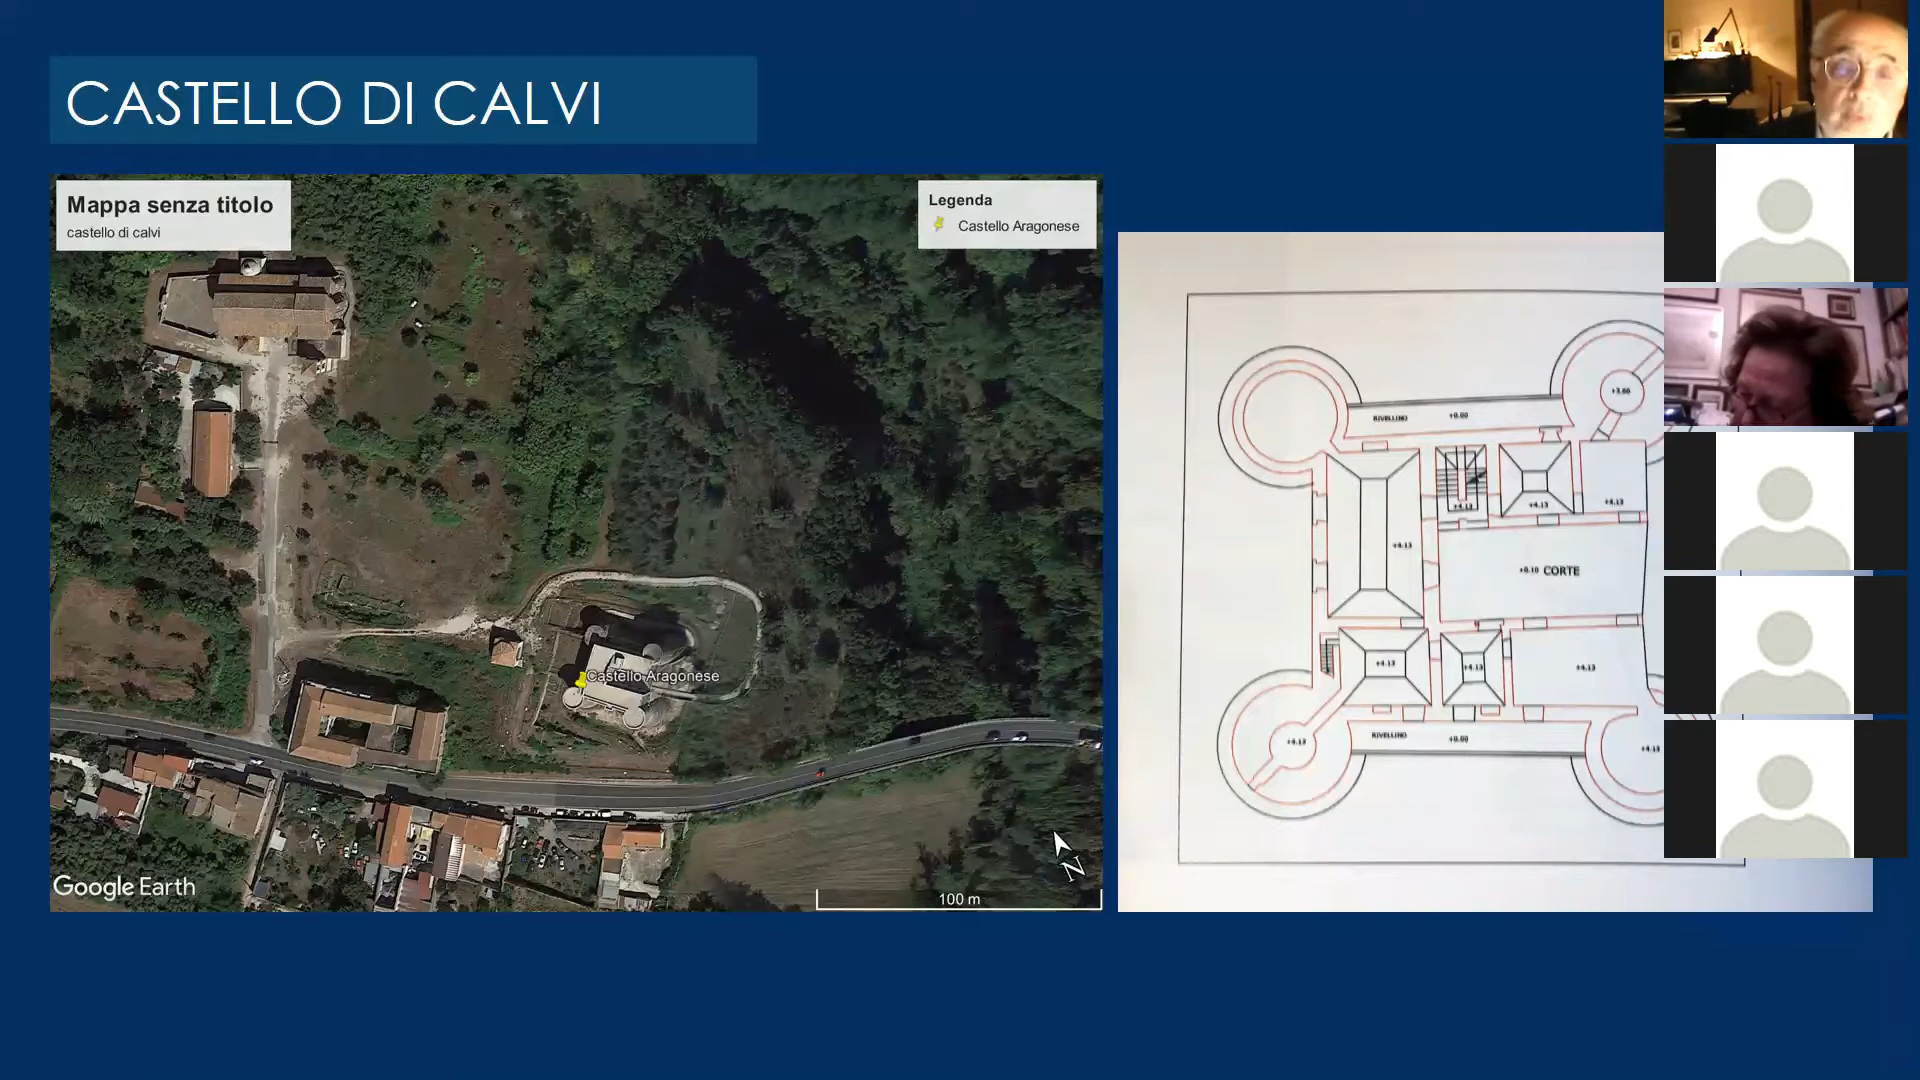 CASTELLO DI CALVI
Mappa senza titolo
castello di calvi
Legenda
Castello Aragonese
Castello Aragonese
Google Earth
100 m
N
RIVELLINO +0.00
+3.00
+4.13 +4.13 +4.13
+4.13
+0.10 CORTE
+4.13 +4.13 +4.13
+4.13 RIVELLINO +0.00 +4.13